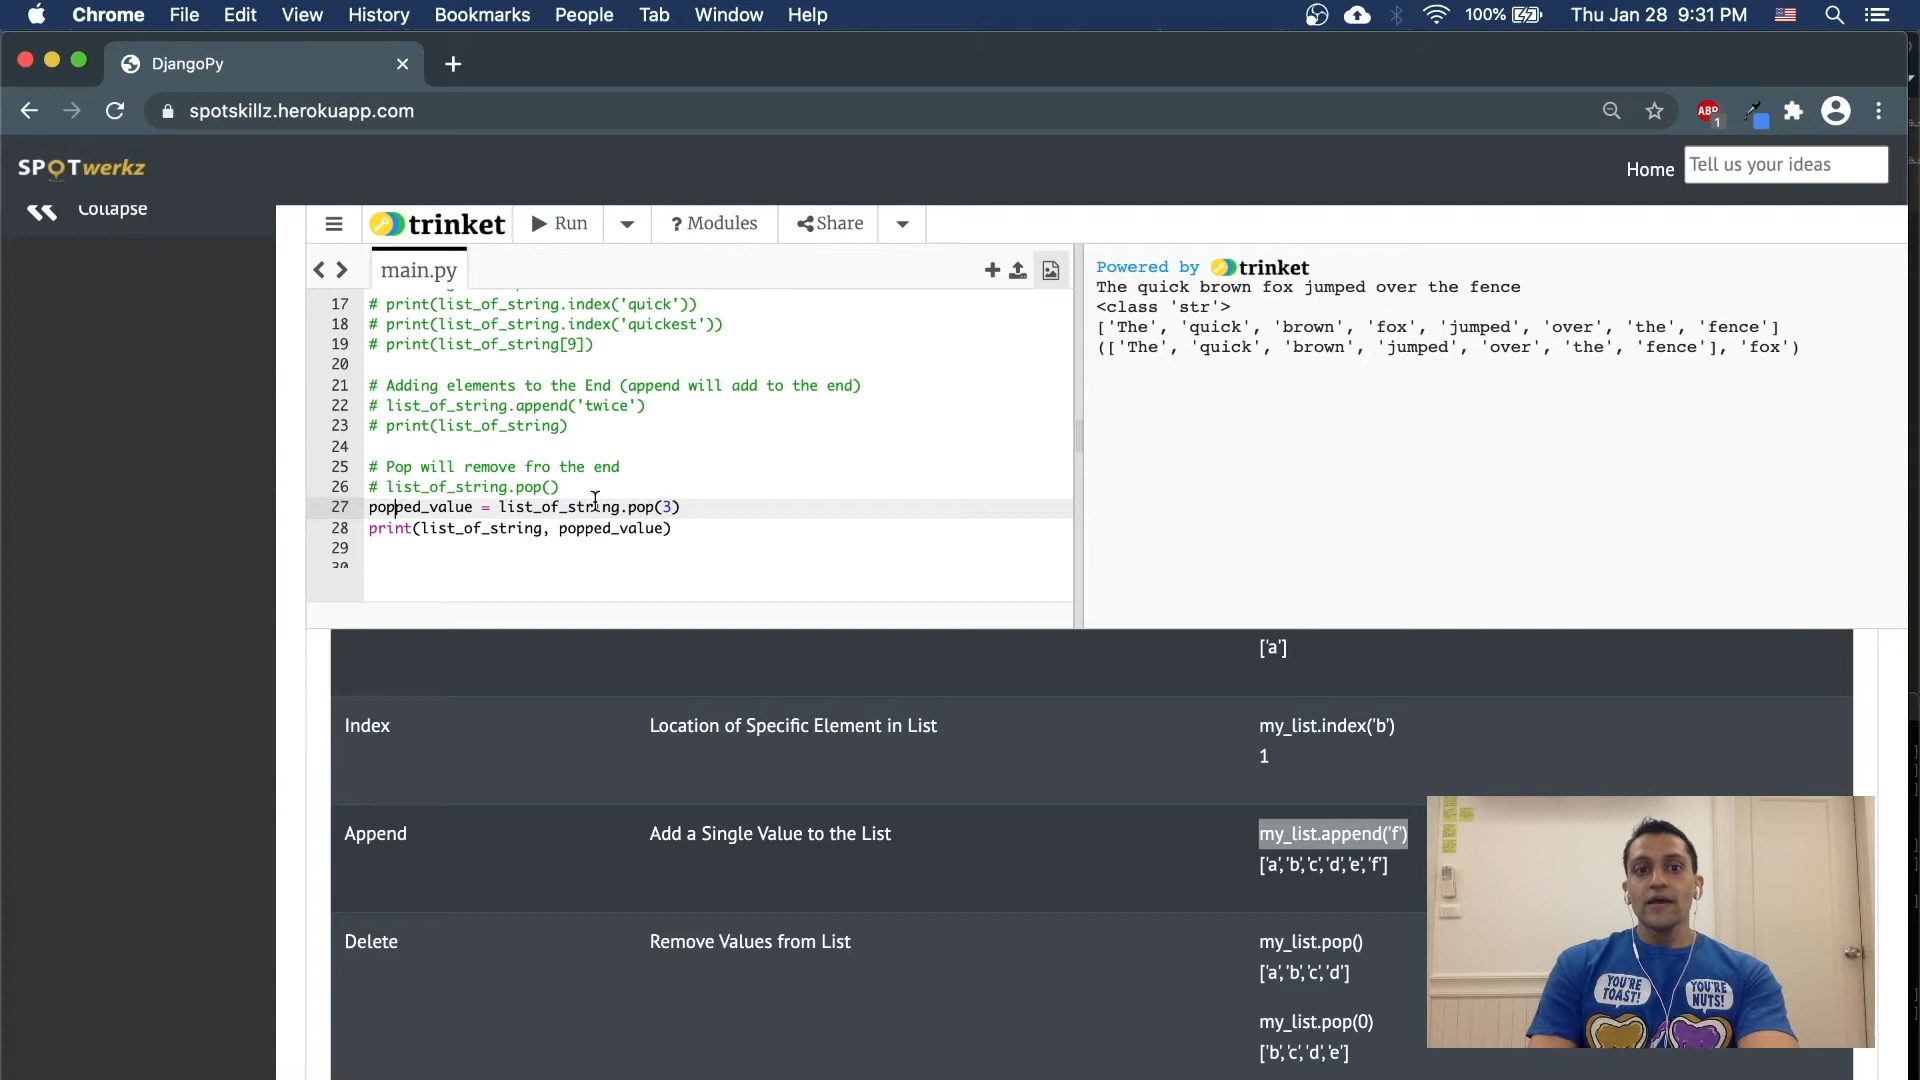 Chrome File Edit View History Bookmarks People Tab Window Help 100% Thu Jan 28 9:31 PM
DjangoPy
spotskillz.herokuapp.com ABP 1
SPOTwerkz Home Tell us your ideas
Collapse
trinket Run ? Modules Share
main.py
17 # print(list_of_string.index('quick'))
18 # print(list_of_string.index('quickest'))
19 # print(list_of_string[9])
20
21 # Adding elements to the End (append will add to the end)
22 # list_of_string.append('twice')
23 # print(list_of_string)
24
25 # Pop will remove fro the end
26 # list_of_string.pop()
27 popped_value = list_of_string.pop(3)
28 print(list_of_string, popped_value)
29
30
Powered by trinket
The quick brown fox jumped over the fence
<class 'str'>
['The', 'quick', 'brown', 'fox', 'jumped', 'over', 'the', 'fence']
(['The', 'quick', 'brown', 'jumped', 'over', 'the', 'fence'], 'fox')
['a']
Index Location of Specific Element in List my_list.index('b')
1
Append Add a Single Value to the List my_list.append('f')
['a','b','c','d','e','f']
Delete Remove Values from List my_list.pop()
['a','b','c','d']
my_list.pop(0)
['b','c','d','e']
YOU'RE TOAST!
YOU'RE NUTS!